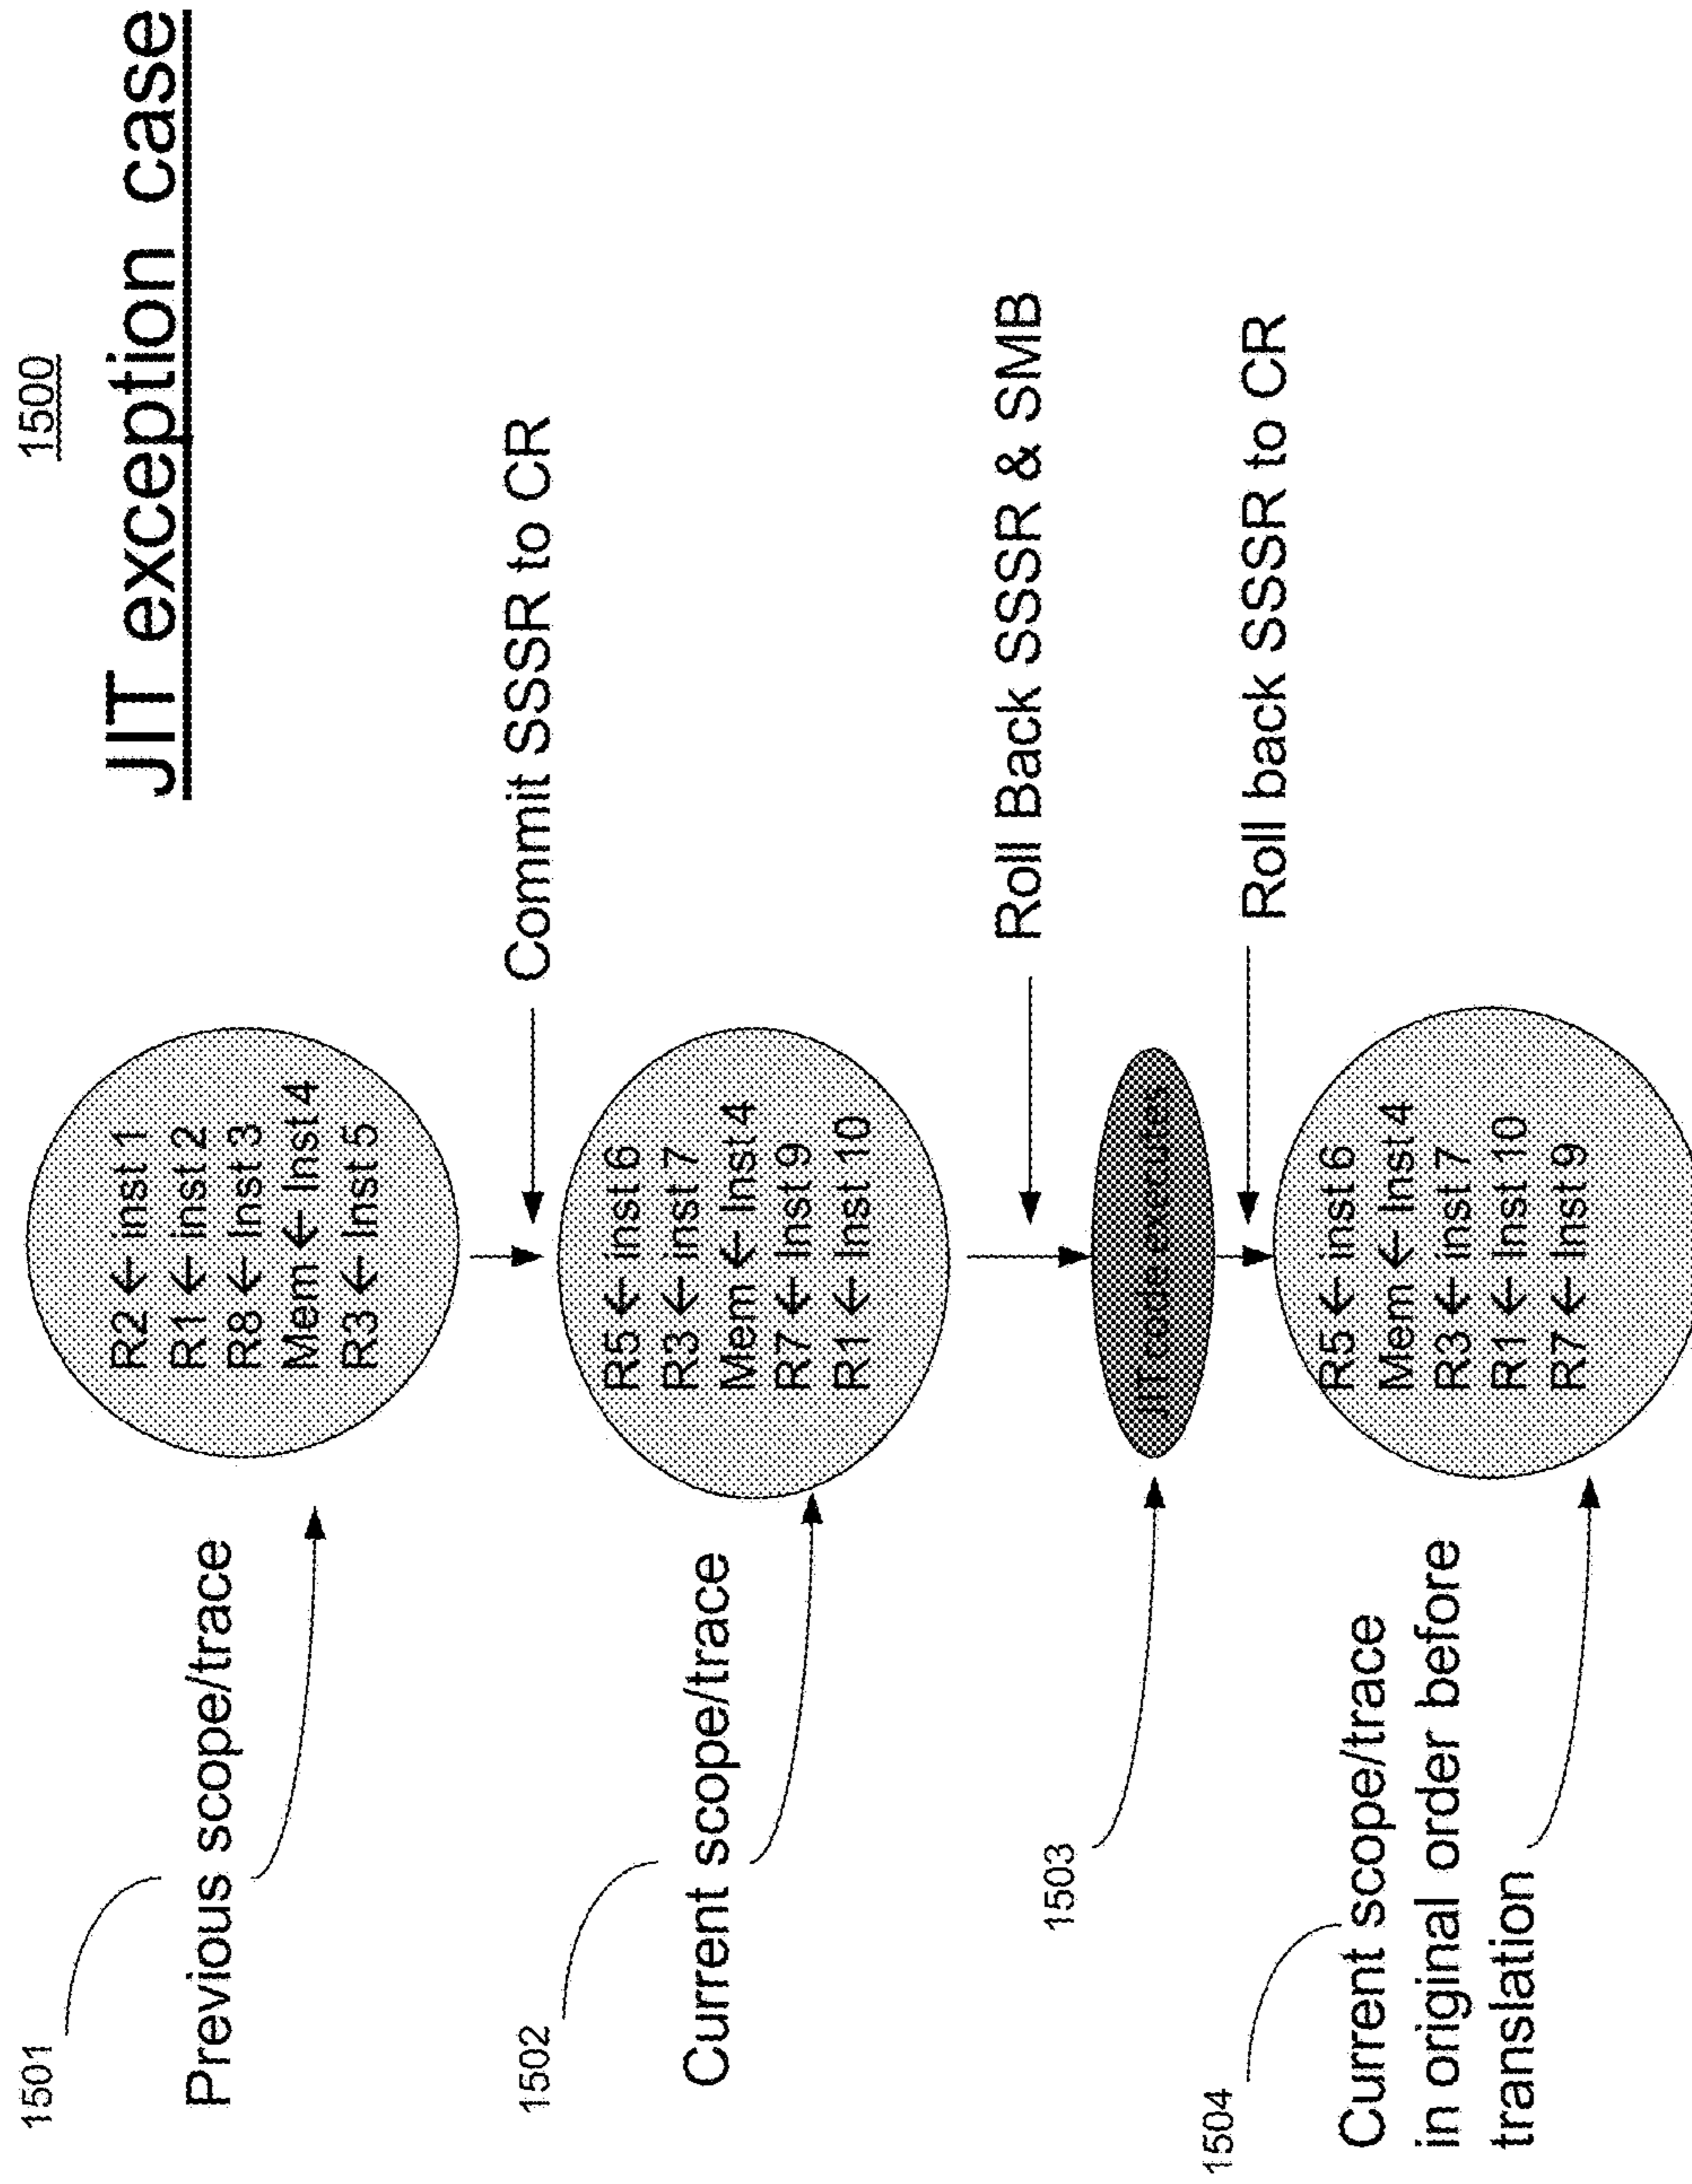 1500
JIT exception case
1501
Previous scope/trace
R2 ← inst 1
R1 ← inst 2
R8 ← Inst 3
Mem ← Inst 4
R3 ← Inst 5
Commit SSSR to CR
1502
Current scope/trace
R5 ← inst 6
R3 ← inst 7
Mem ← Inst 4
R7 ← Inst 9
R1 ← Inst 10
Roll Back SSSR & SMB
1503
JIT code executes
Roll back SSSR to CR
1504
Current scope/trace
in original order before
translation
R5 ← inst 6
Mem ← Inst 4
R3 ← inst 7
R1 ← Inst 10
R7 ← Inst 9